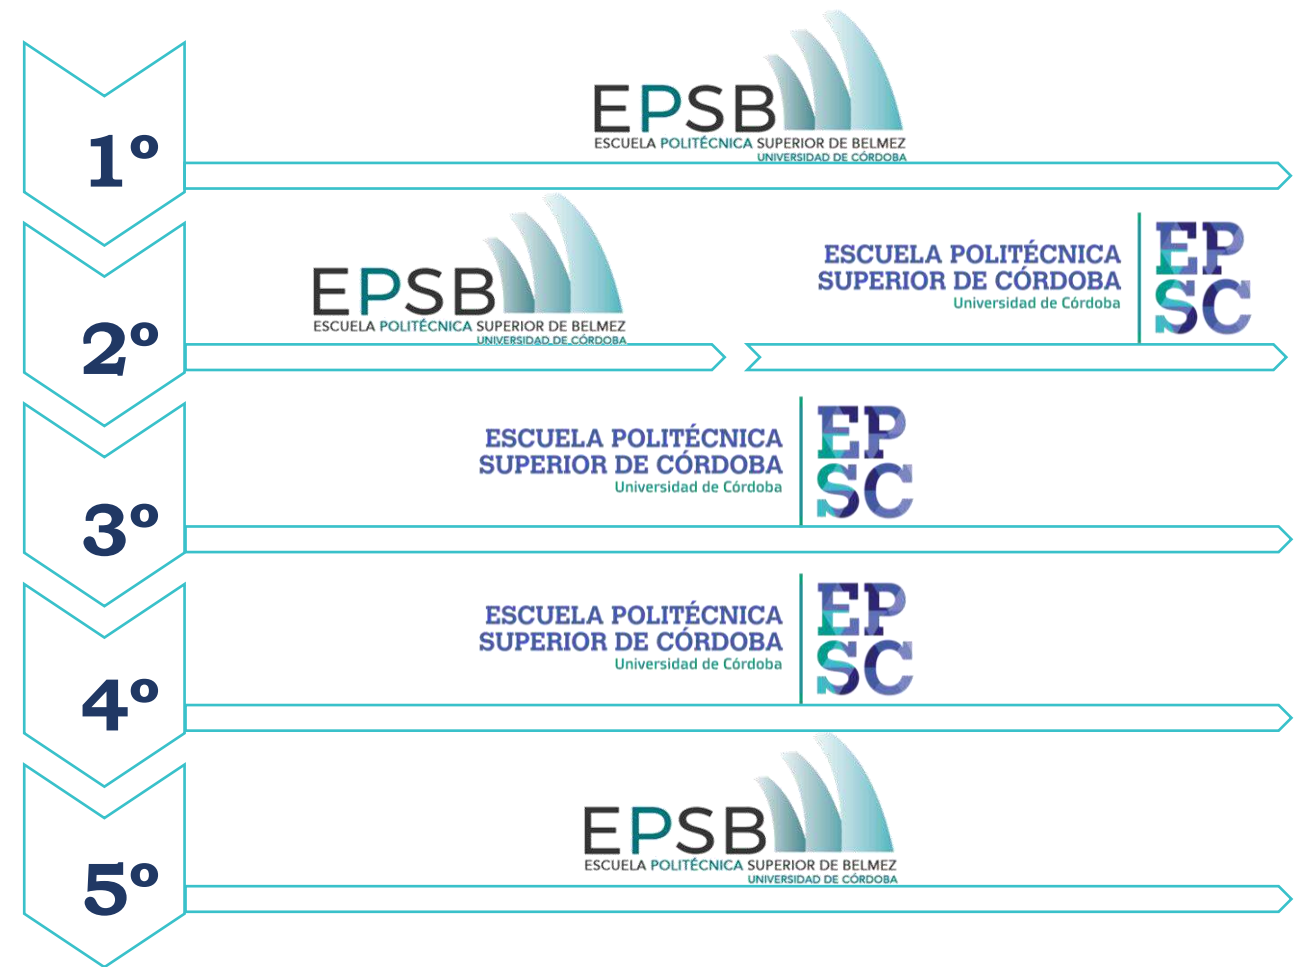 1º
EPSB
ESCUELA POLITÉCNICA SUPERIOR DE BELMEZ
UNIVERSIDAD DE CÓRDOBA
2º
EPSB
ESCUELA POLITÉCNICA SUPERIOR DE BELMEZ
UNIVERSIDAD DE CÓRDOBA
ESCUELA POLITÉCNICA
SUPERIOR DE CÓRDOBA
Universidad de Córdoba
EP
SC
3º
ESCUELA POLITÉCNICA
SUPERIOR DE CÓRDOBA
Universidad de Córdoba
EP
SC
4º
ESCUELA POLITÉCNICA
SUPERIOR DE CÓRDOBA
Universidad de Córdoba
EP
SC
5º
EPSB
ESCUELA POLITÉCNICA SUPERIOR DE BELMEZ
UNIVERSIDAD DE CÓRDOBA